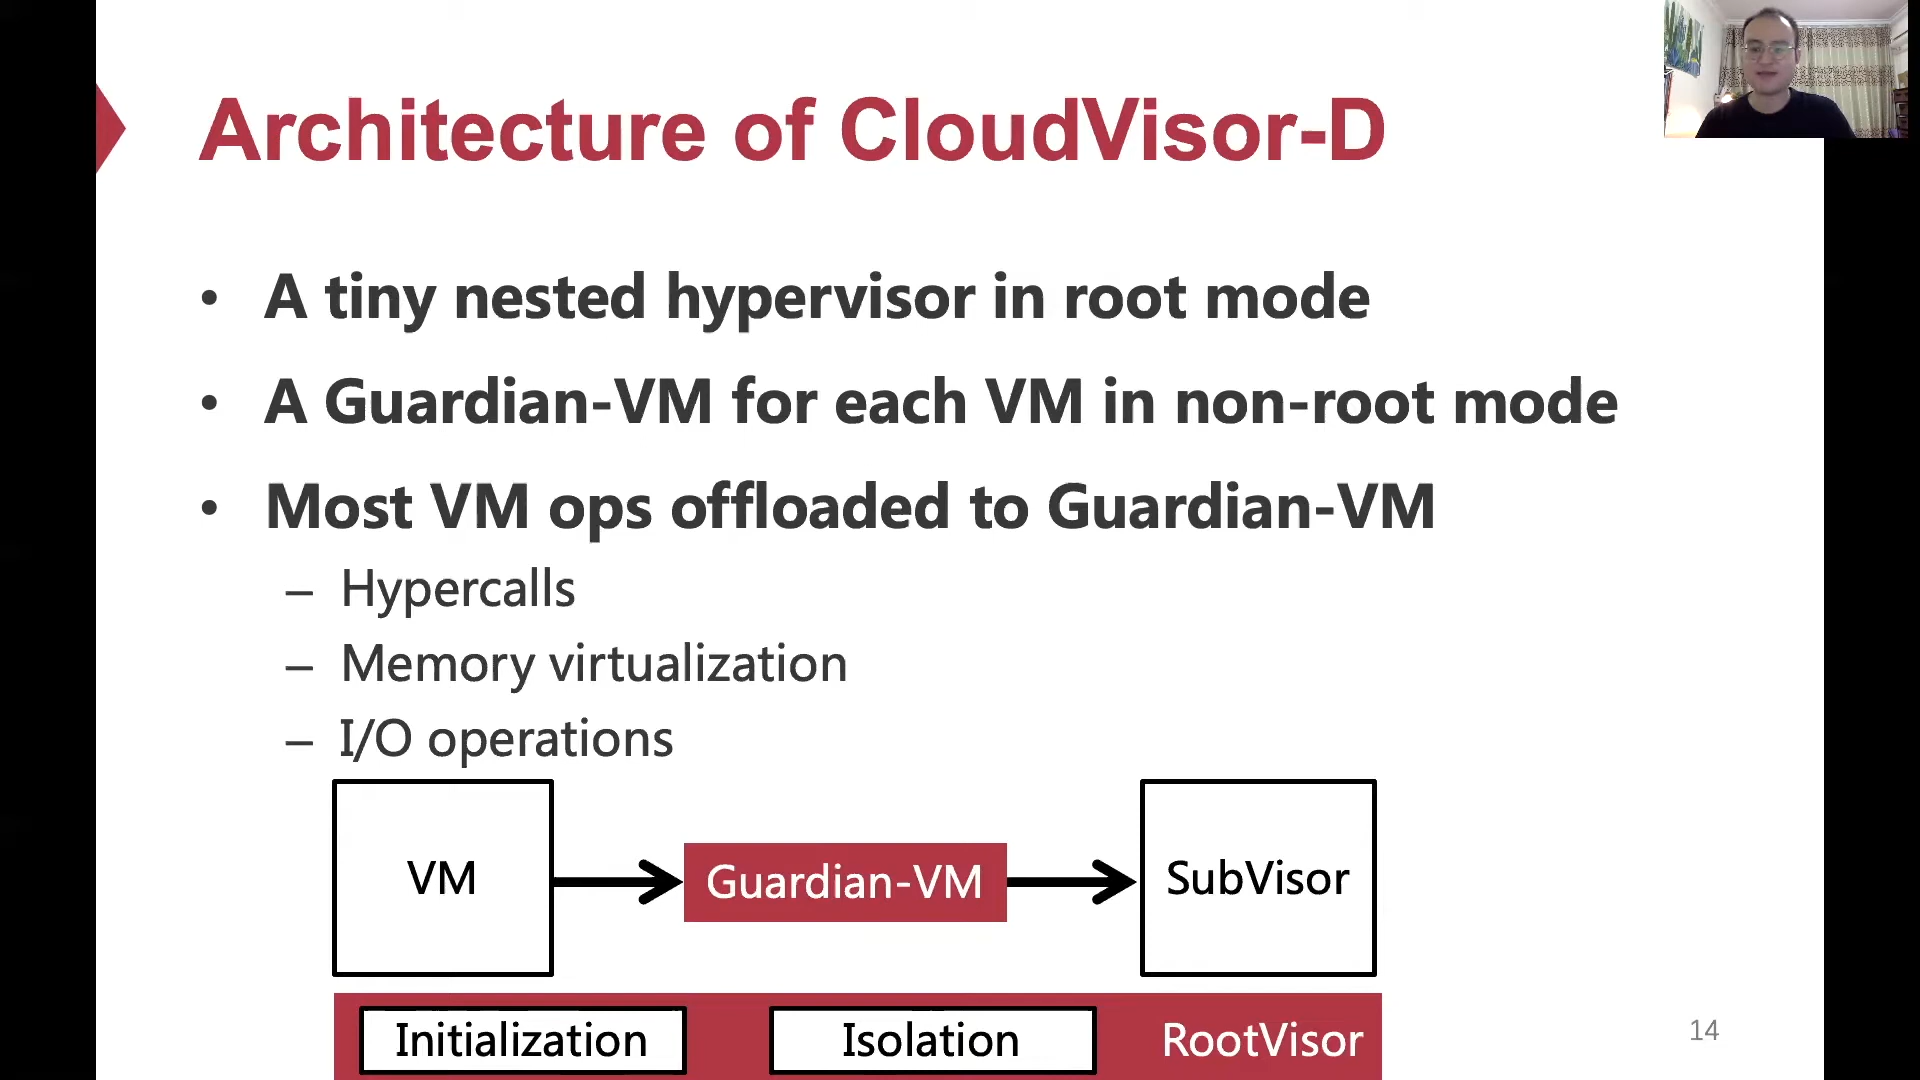 Architecture of CloudVisor-D
• A tiny nested hypervisor in root mode
• A Guardian-VM for each VM in non-root mode
• Most VM ops offloaded to Guardian-VM
– Hypercalls
– Memory virtualization
– I/O operations
VM
Guardian-VM
SubVisor
Initialization
Isolation
RootVisor
14